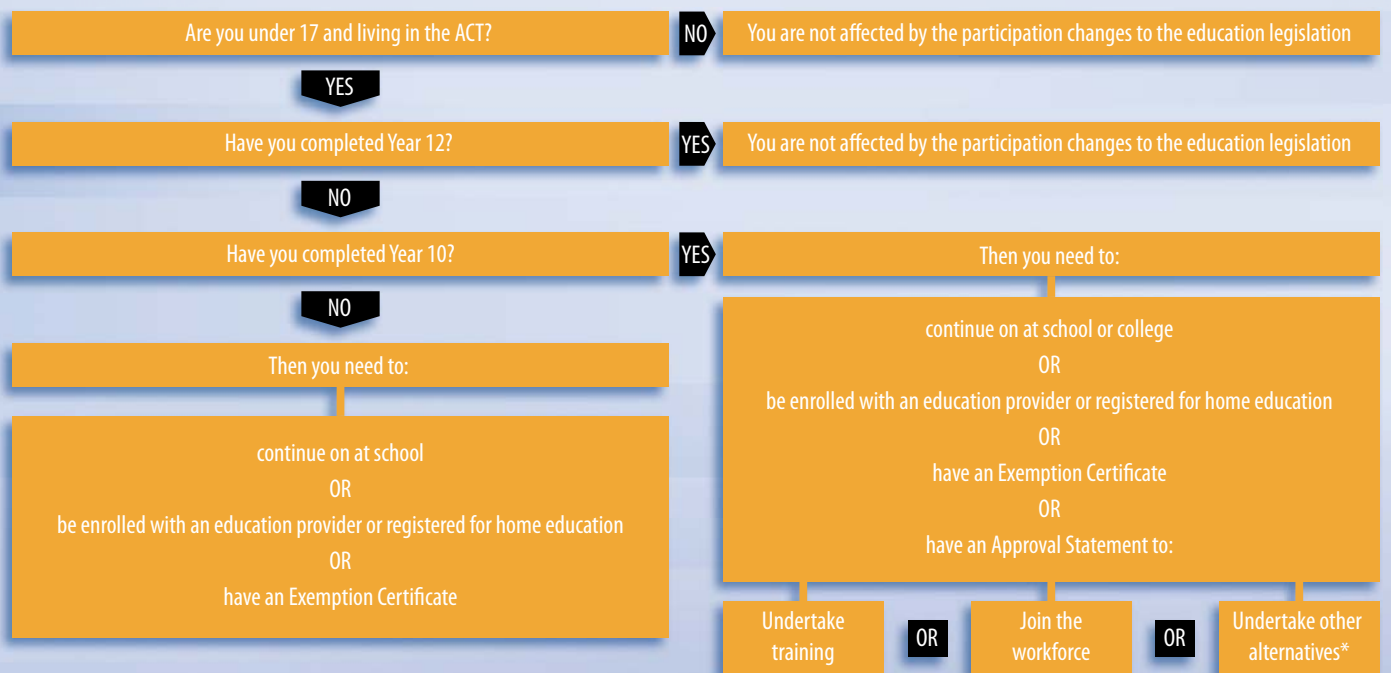 Are you under 17 and living in the ACT?
NO
You are not affected by the participation changes to the education legislation
YES
Have you completed Year 12?
YES
You are not affected by the participation changes to the education legislation
NO
Have you completed Year 10?
YES
Then you need to:
continue on at school or college
OR
be enrolled with an education provider or registered for home education
OR
have an Exemption Certificate
OR
have an Approval Statement to:
Undertake
training
OR
Join the
workforce
OR
Undertake other
alternatives*
NO
Then you need to:
continue on at school
OR
be enrolled with an education provider or registered for home education
OR
have an Exemption Certificate